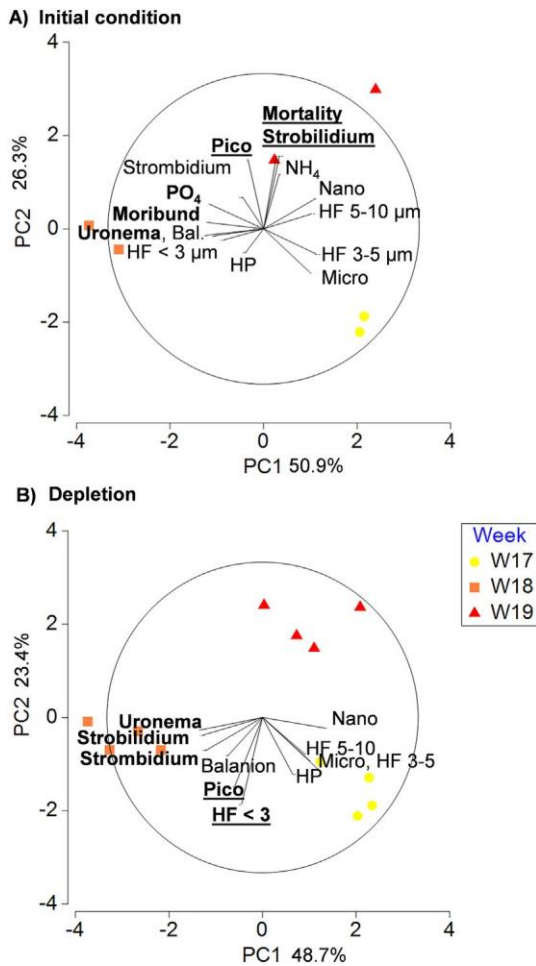 A) Initial condition
4
Mortality
Strobilidium
Pico
2
Strombidium
NH4
Nano
PO4
HF 5-10 µm
Moribund
PC2 26.3%
0
Uronema, Bal.
HF < 3 µm
HF 3-5 µm
HP
Micro
-2
-4
-4 -2 0 2 4
PC1 50.9%
B) Depletion
4
Week
W17
W18
W19
2
PC2 23.4%
0
Uronema
Nano
Strobilidium
Strombidium
HF 5-10
Balanion
Micro, HF 3-5
HP
Pico
HF < 3
-2
-4
-4 -2 0 2 4
PC1 48.7%